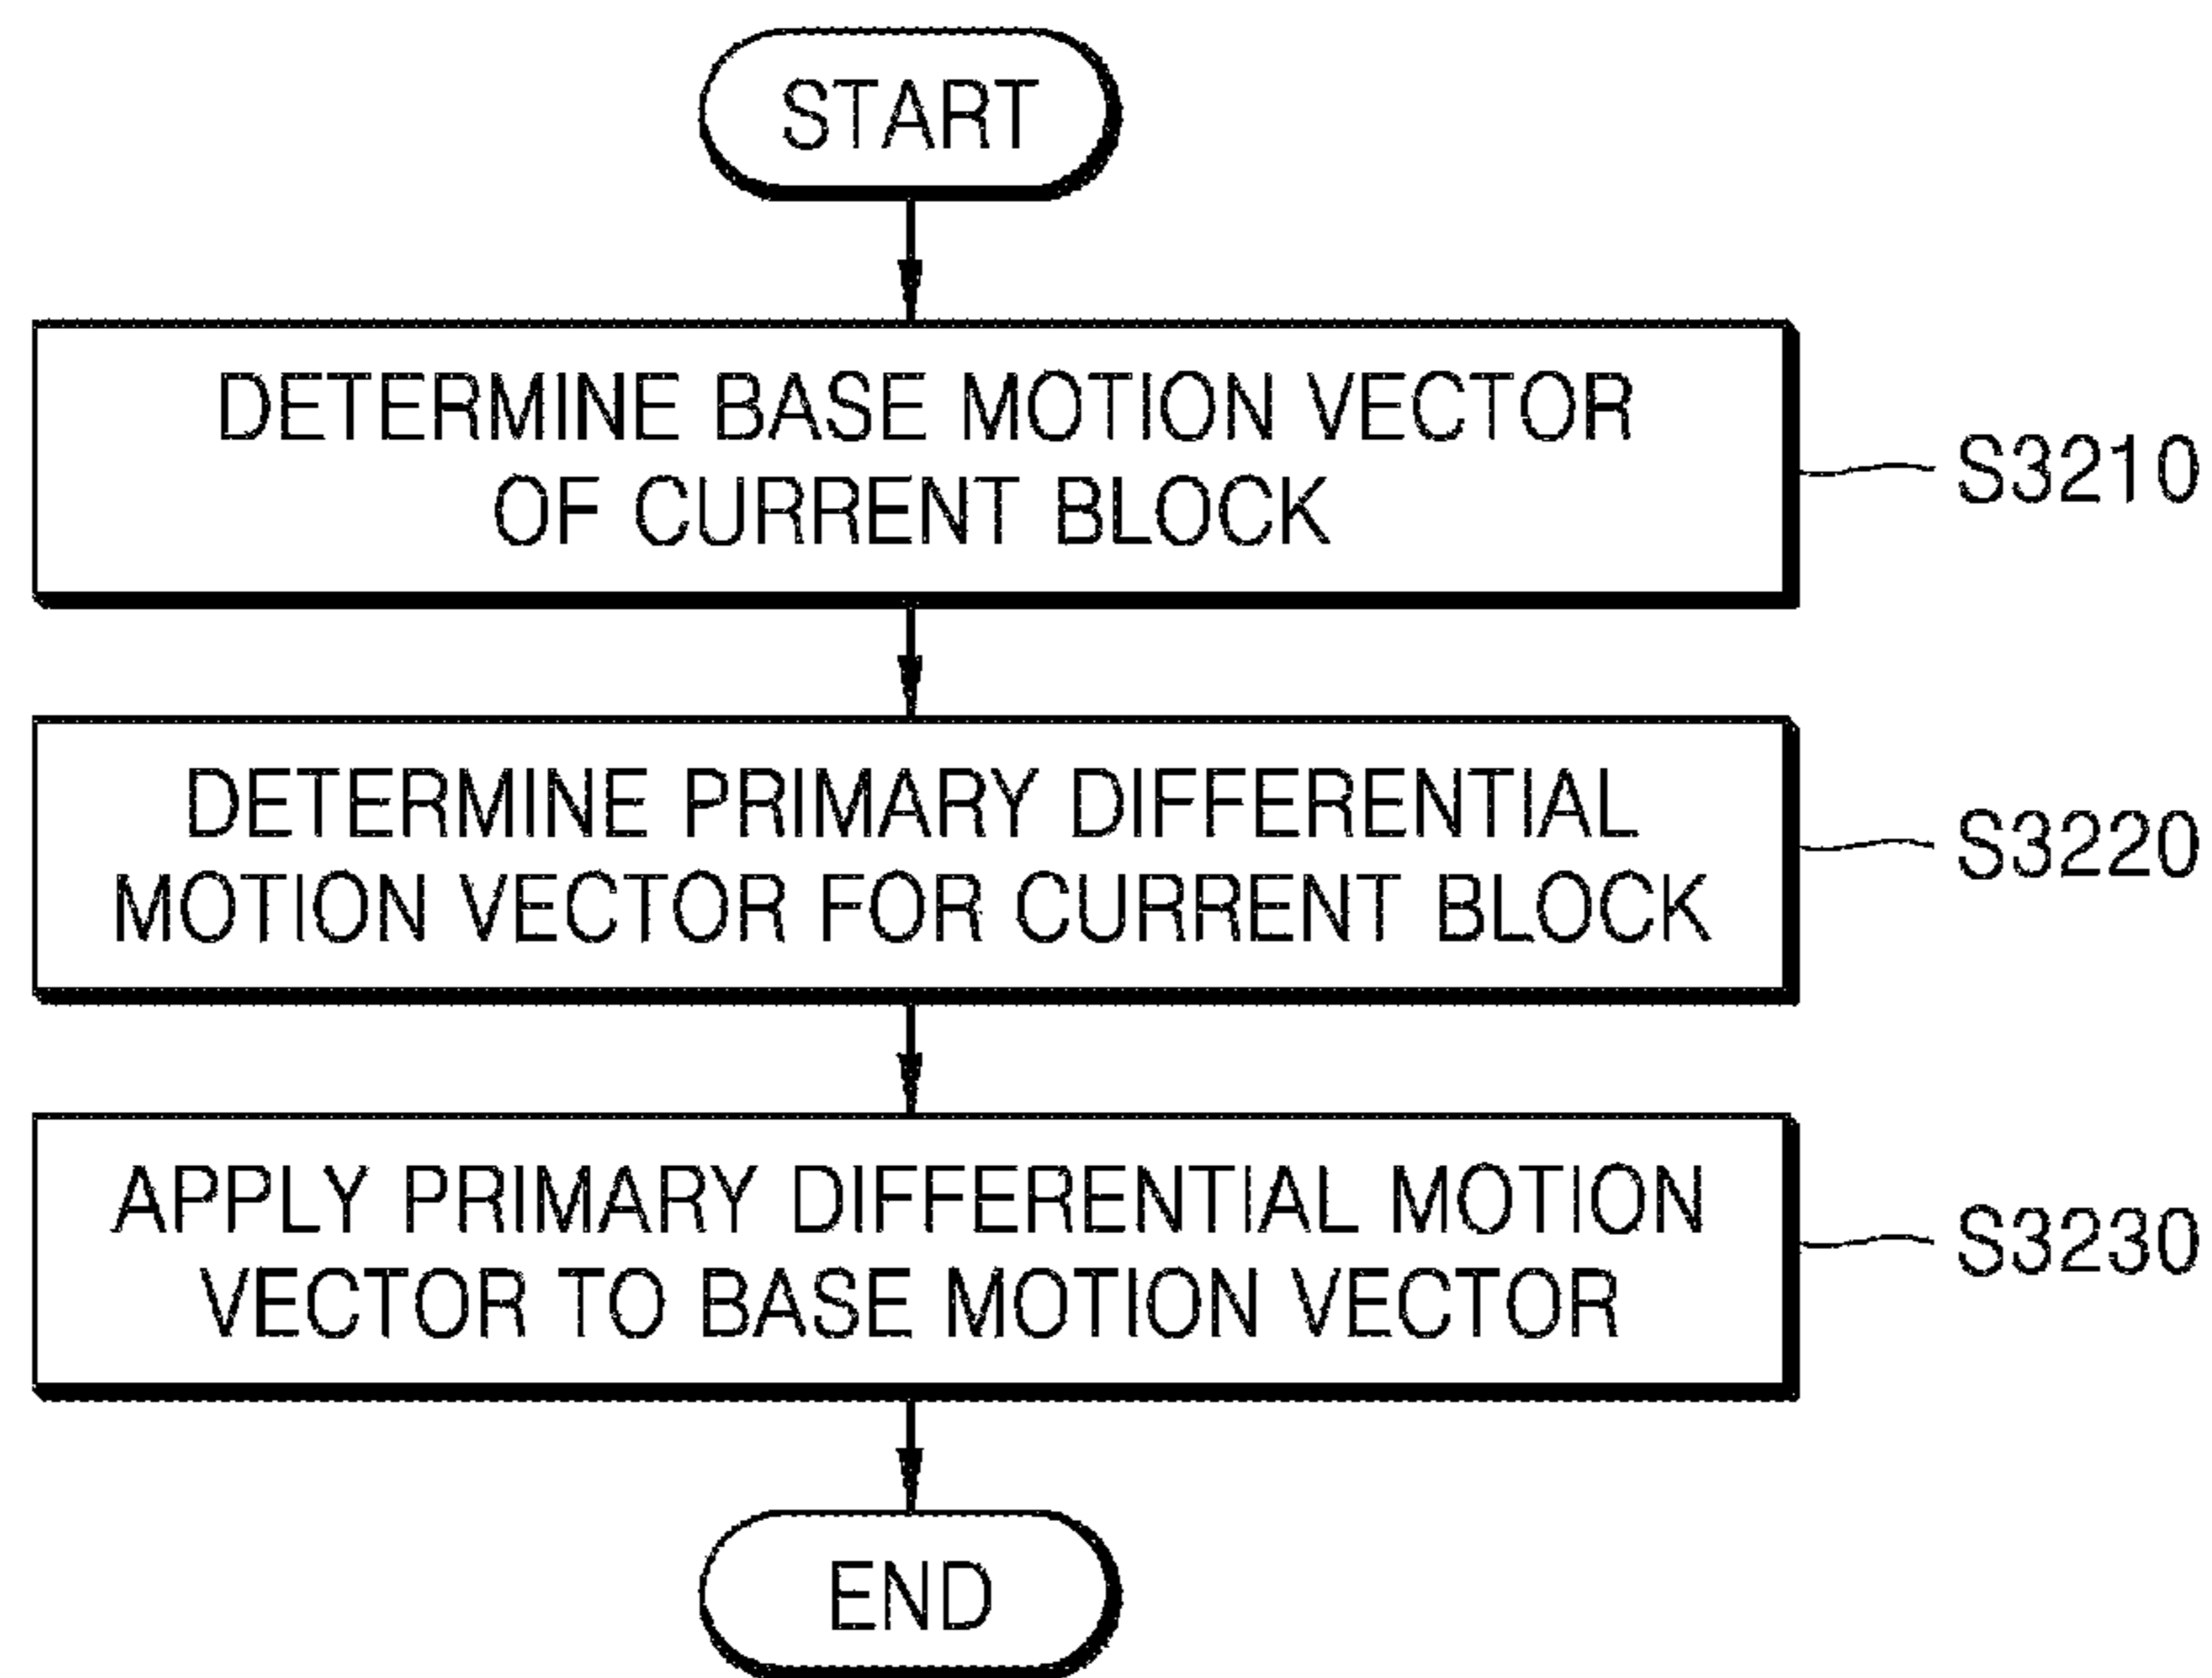 START
DETERMINE BASE MOTION VECTOR
OF CURRENT BLOCK
S3210
DETERMINE PRIMARY DIFFERENTIAL
MOTION VECTOR FOR CURRENT BLOCK
S3220
APPLY PRIMARY DIFFERENTIAL MOTION
VECTOR TO BASE MOTION VECTOR
S3230
END